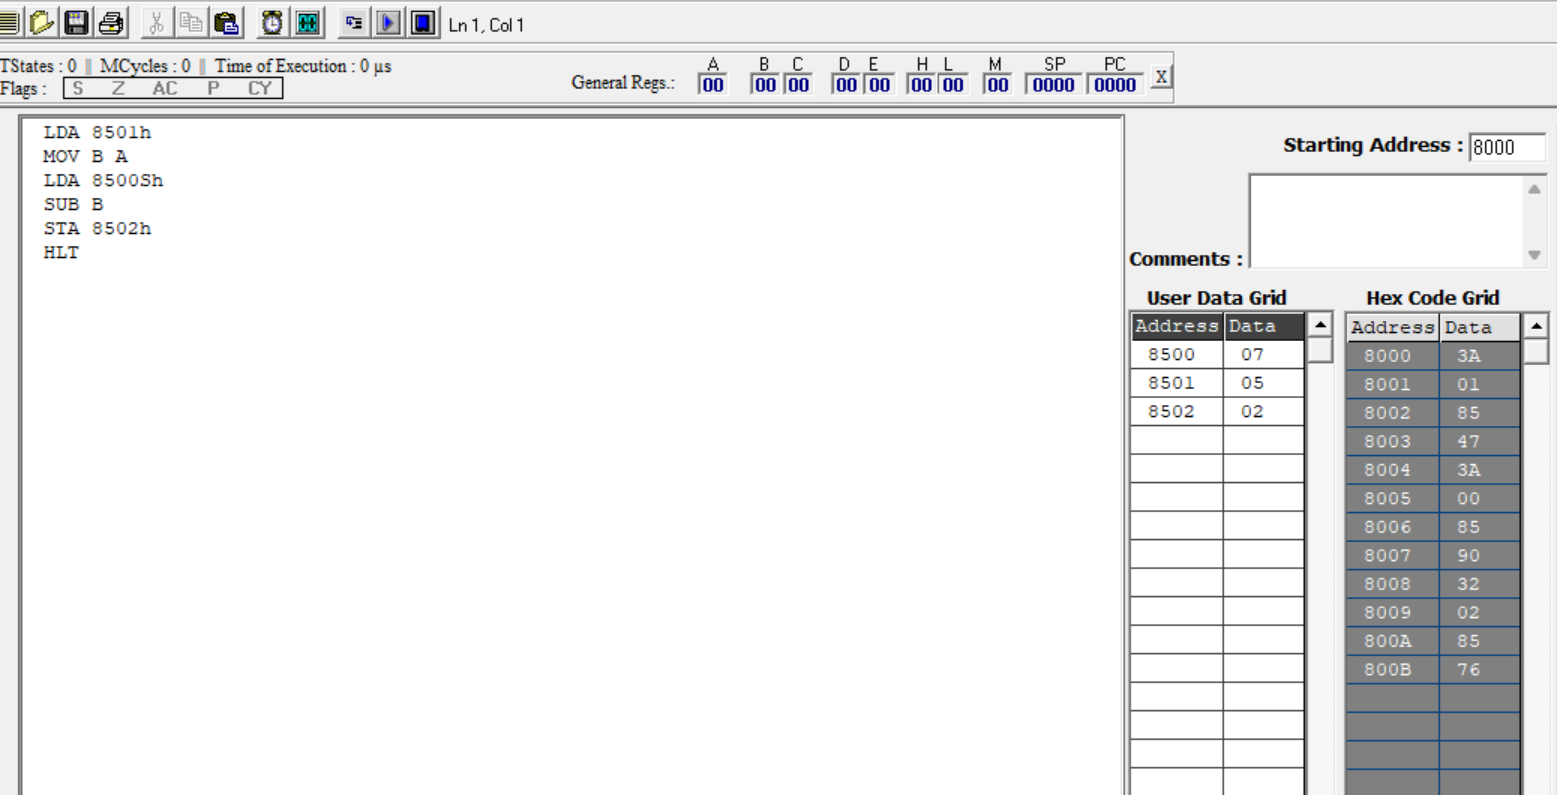 Ln 1, Col 1
TStates : 0 || MCycles : 0 || Time of Execution : 0 µs
Flags : S Z AC P CY
General Regs.: A B C D E H L M SP PC
00 00 00 00 00 00 00 00 0000 0000 X
LDA 8501h
MOV B A
LDA 8500Sh
SUB B
STA 8502h
HLT
Starting Address : 8000
Comments :
User Data Grid
Address Data
8500 07
8501 05
8502 02
Hex Code Grid
Address Data
8000 3A
8001 01
8002 85
8003 47
8004 3A
8005 00
8006 85
8007 90
8008 32
8009 02
800A 85
800B 76